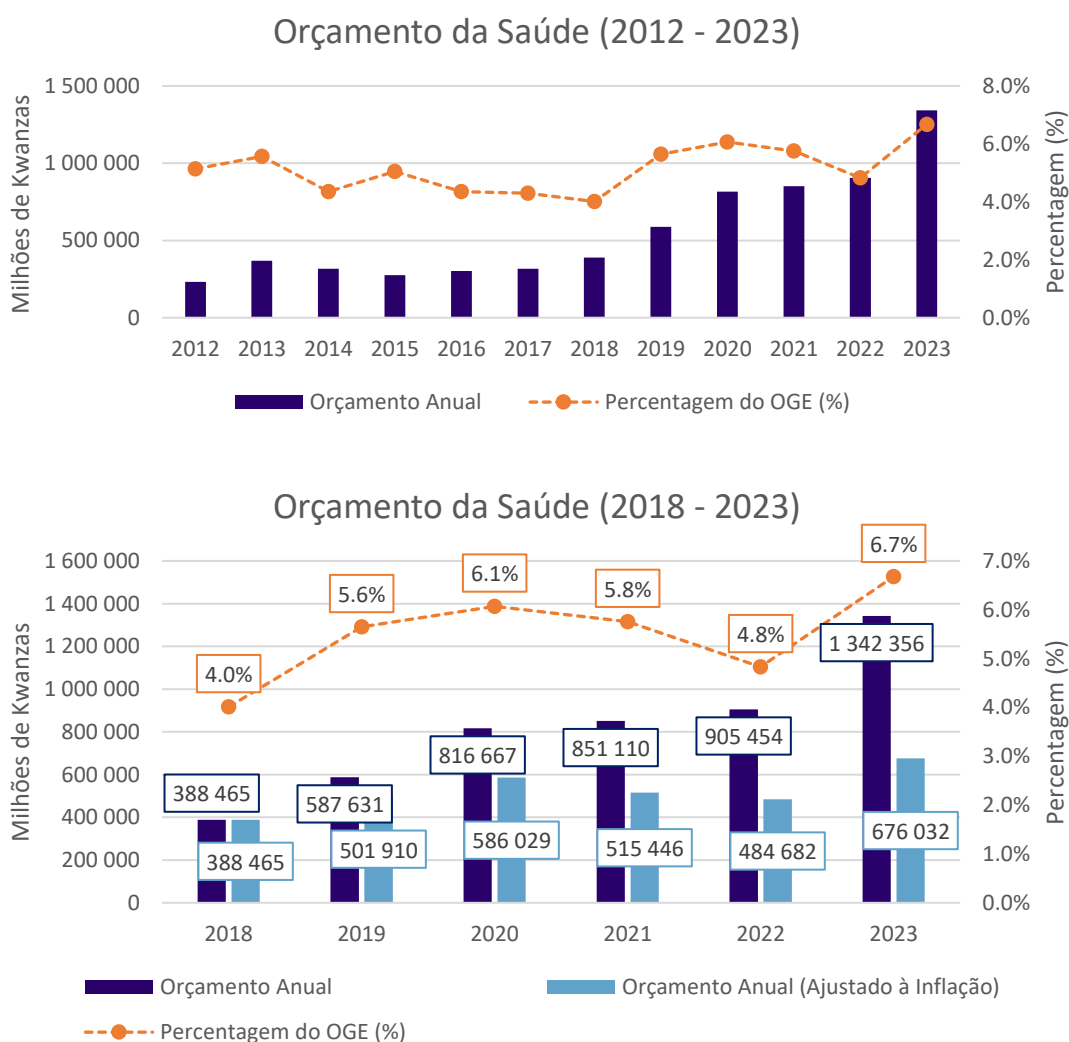 Orçamento da Saúde (2012 - 2023)
Milhões de Kwanzas
1 500 000
1 000 000
500 000
0
8.0%
6.0%
4.0%
2.0%
0.0%
Percentagem (%)
2012 2013 2014 2015 2016 2017 2018 2019 2020 2021 2022 2023
Orçamento Anual Percentagem do OGE (%)
Orçamento da Saúde (2018 - 2023)
Milhões de Kwanzas
1 600 000
1 400 000
1 200 000
1 000 000
800 000
600 000
400 000
200 000
0
4.0% 5.6% 6.1% 5.8% 4.8% 6.7%
388 465 587 631 816 667 851 110 905 454 1 342 356
388 465 501 910 586 029 515 446 484 682 676 032
7.0%
6.0%
5.0%
4.0%
3.0%
2.0%
1.0%
0.0%
Percentagem (%)
2018 2019 2020 2021 2022 2023
Orçamento Anual Orçamento Anual (Ajustado à Inflação)
Percentagem do OGE (%)